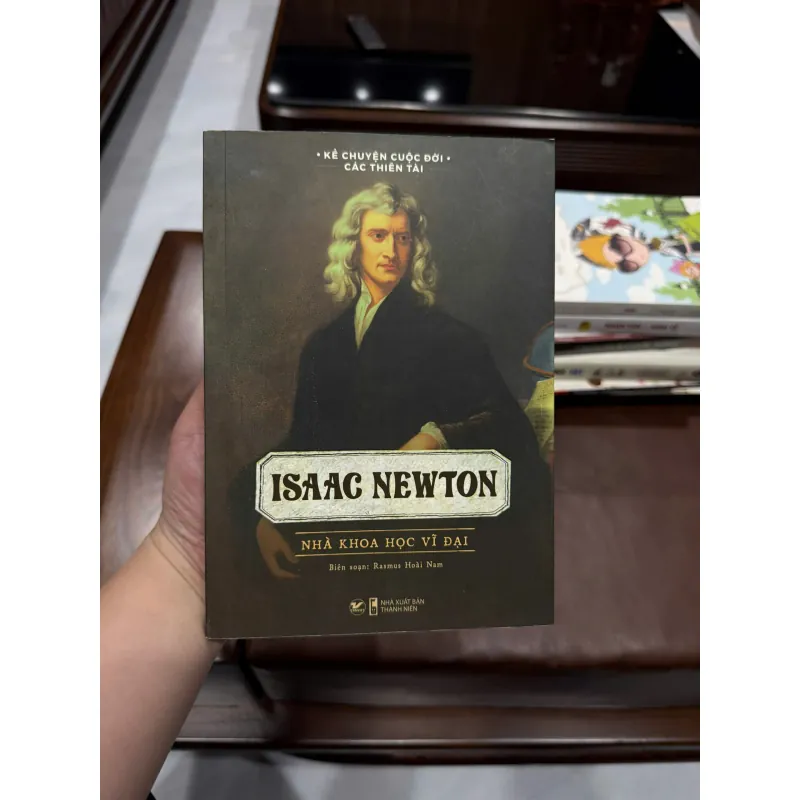 • KỂ CHUYỆN CUỘC ĐỜI •
CÁC THIÊN TÀI
ISAAC NEWTON
NHÀ KHOA HỌC VĨ ĐẠI
Biên soạn: Rasmus Hoài Nam
NHÀ XUẤT BẢN
THANH NIÊN